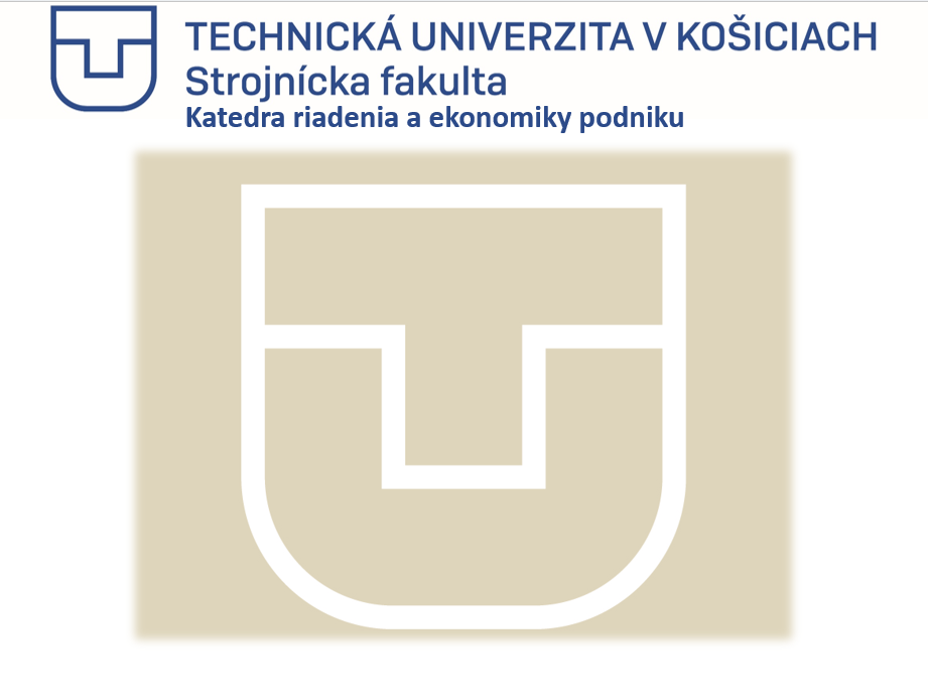 TECHNICKÁ UNIVERZITA V KOŠICIACH
Strojnícka fakulta
Katedra riadenia a ekonomiky podniku